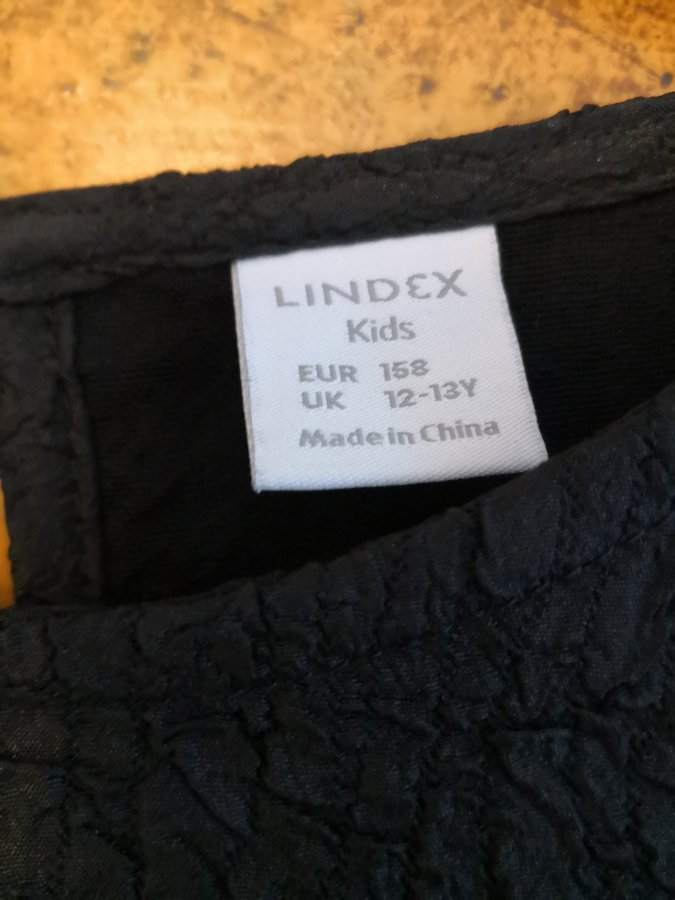 LINDEX
Kids
EUR 158
UK 12-13Y
Made in China